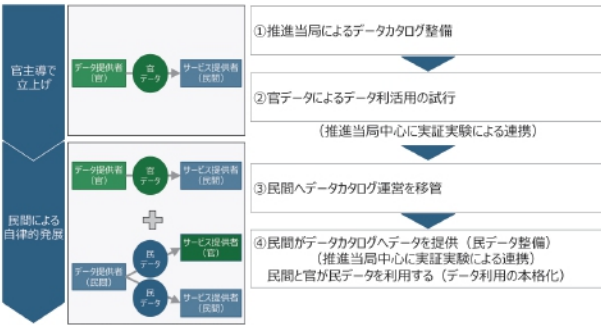 官主導で
立上げ
データ提供者
(官)
官
データ
サービス提供者
(民間)
①推進当局によるデータカタログ整備
②官データによるデータ利活用の試行
(推進当局中心に実証実験による連携)
民間による
自律的発展
データ提供者
(官)
官
データ
サービス提供者
(民間)
民
データ
サービス提供者
(官)
データ提供者
(民間)
民
データ
サービス提供者
(民間)
③民間へデータカタログ運営を移管
④民間がデータカタログへデータを提供(民データ整備)
(推進当局中心に実証実験による連携)
民間と官が民データを利用する(データ利用の本格化)